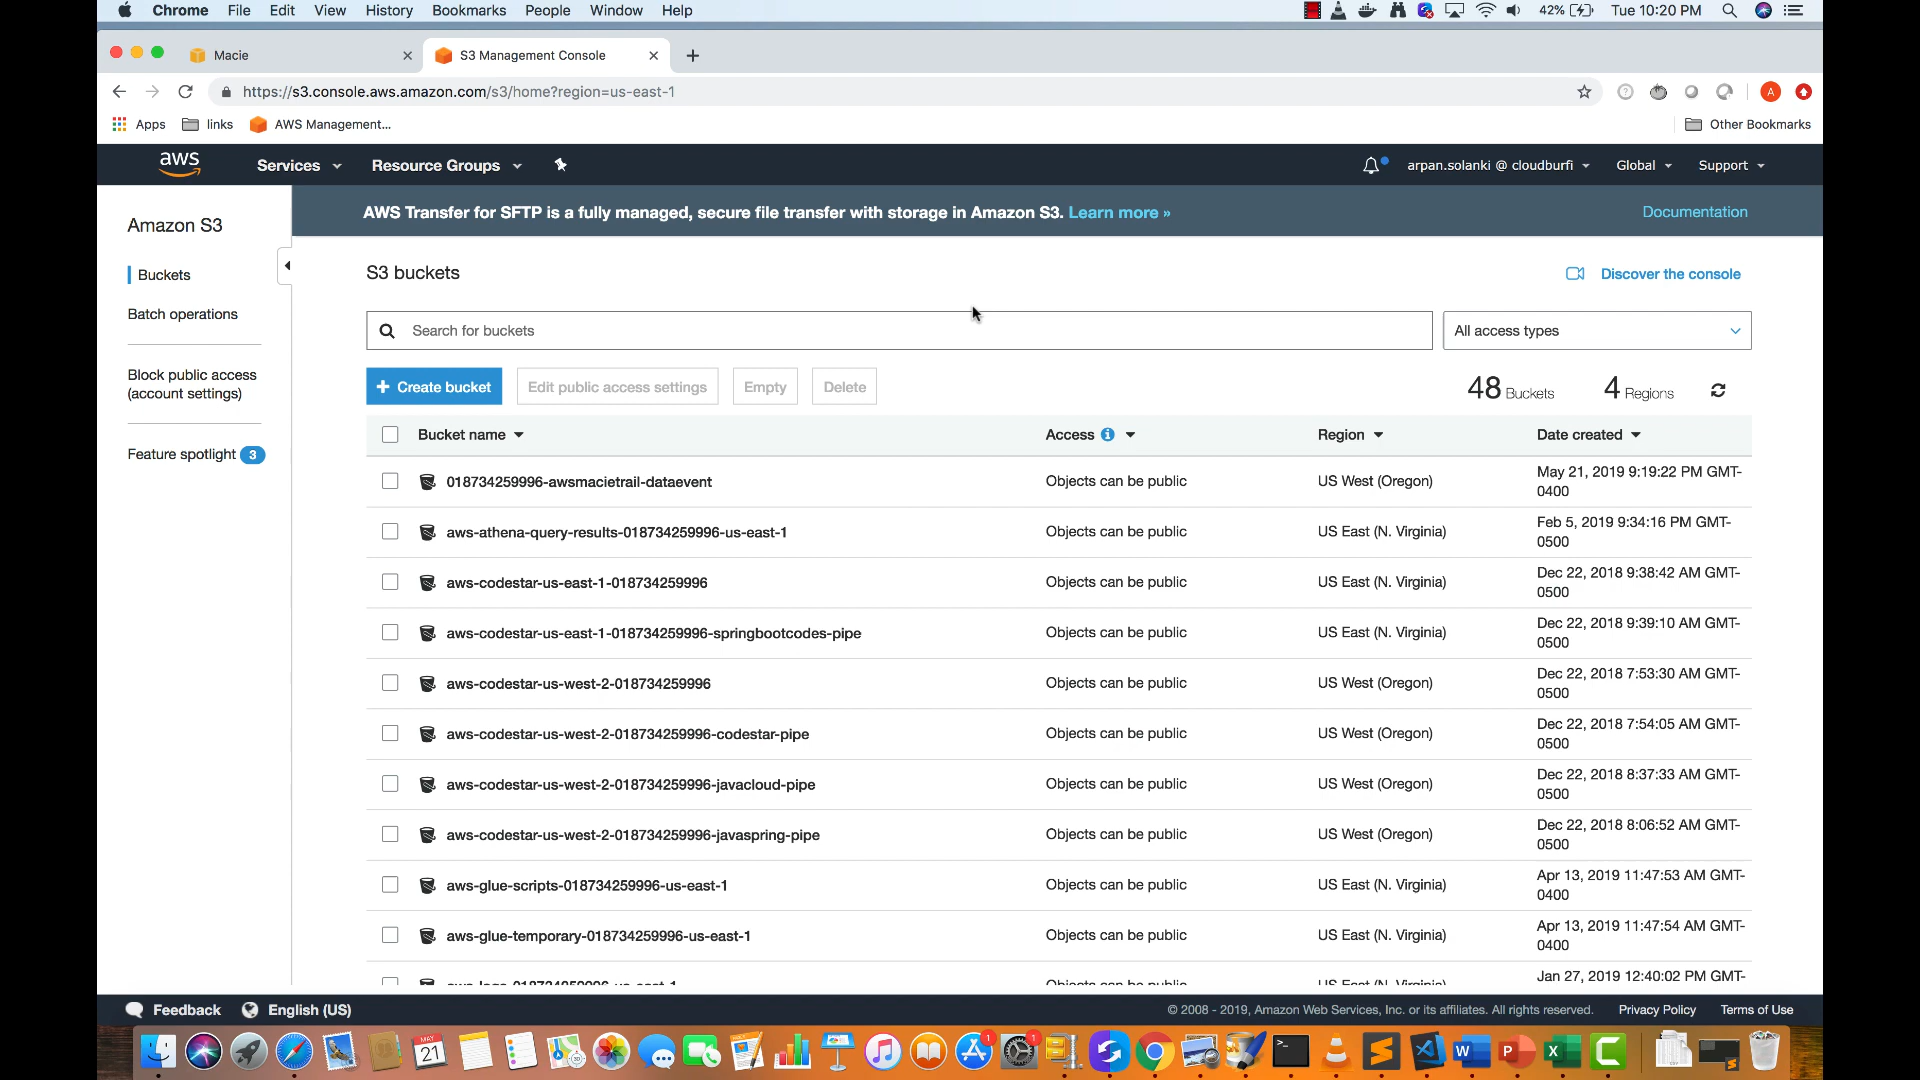 Chrome File Edit View History Bookmarks People Window Help 42% Tue 10:20 PM
Macie S3 Management Console
https://s3.console.aws.amazon.com/s3/home?region=us-east-1 A
Apps links AWS Management... Other Bookmarks
aws Services Resource Groups arpan.solanki @ cloudburfi Global Support
AWS Transfer for SFTP is a fully managed, secure file transfer with storage in Amazon S3. Learn more » Documentation
Amazon S3
Buckets
Batch operations
Block public access
(account settings)
Feature spotlight 3
S3 buckets Discover the console
Search for buckets All access types
+ Create bucket Edit public access settings Empty Delete 48 Buckets 4 Regions
Bucket name Access Region Date created
018734259996-awsmacietrail-dataevent Objects can be public US West (Oregon) May 21, 2019 9:19:22 PM GMT-
0400
aws-athena-query-results-018734259996-us-east-1 Objects can be public US East (N. Virginia) Feb 5, 2019 9:34:16 PM GMT-
0500
aws-codestar-us-east-1-018734259996 Objects can be public US East (N. Virginia) Dec 22, 2018 9:38:42 AM GMT-
0500
aws-codestar-us-east-1-018734259996-springbootcodes-pipe Objects can be public US East (N. Virginia) Dec 22, 2018 9:39:10 AM GMT-
0500
aws-codestar-us-west-2-018734259996 Objects can be public US West (Oregon) Dec 22, 2018 7:53:30 AM GMT-
0500
aws-codestar-us-west-2-018734259996-codestar-pipe Objects can be public US West (Oregon) Dec 22, 2018 7:54:05 AM GMT-
0500
aws-codestar-us-west-2-018734259996-javacloud-pipe Objects can be public US West (Oregon) Dec 22, 2018 8:37:33 AM GMT-
0500
aws-codestar-us-west-2-018734259996-javaspring-pipe Objects can be public US West (Oregon) Dec 22, 2018 8:06:52 AM GMT-
0500
aws-glue-scripts-018734259996-us-east-1 Objects can be public US East (N. Virginia) Apr 13, 2019 11:47:53 AM GMT-
0400
aws-glue-temporary-018734259996-us-east-1 Objects can be public US East (N. Virginia) Apr 13, 2019 11:47:54 AM GMT-
0400
Jan 27, 2019 12:40:02 PM GMT-
Feedback English (US) © 2008 - 2019, Amazon Web Services, Inc. or its affiliates. All rights reserved. Privacy Policy Terms of Use
MAY
21 1 1 W P X